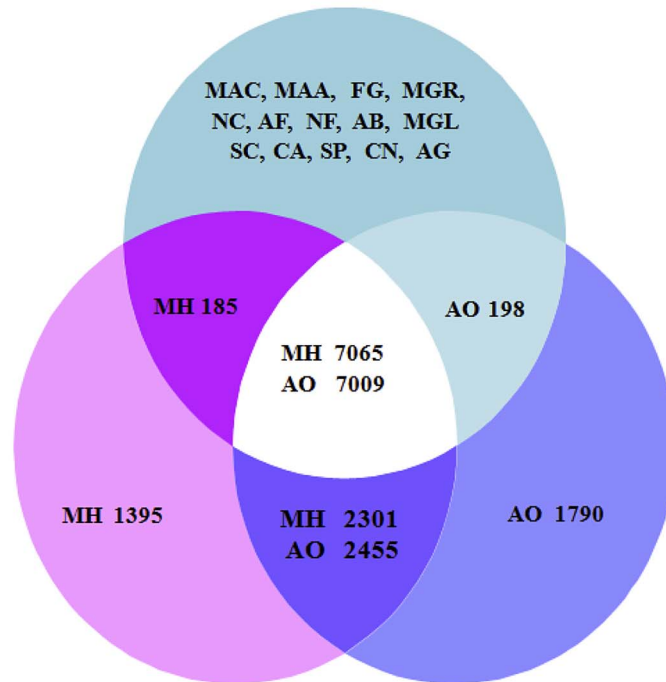 MAC, MAA, FG, MGR,
NC, AF, NF, AB, MGL
SC, CA, SP, CN, AG
MH 185
AO 198
MH 7065
AO 7009
MH 1395
MH 2301
AO 2455
AO 1790